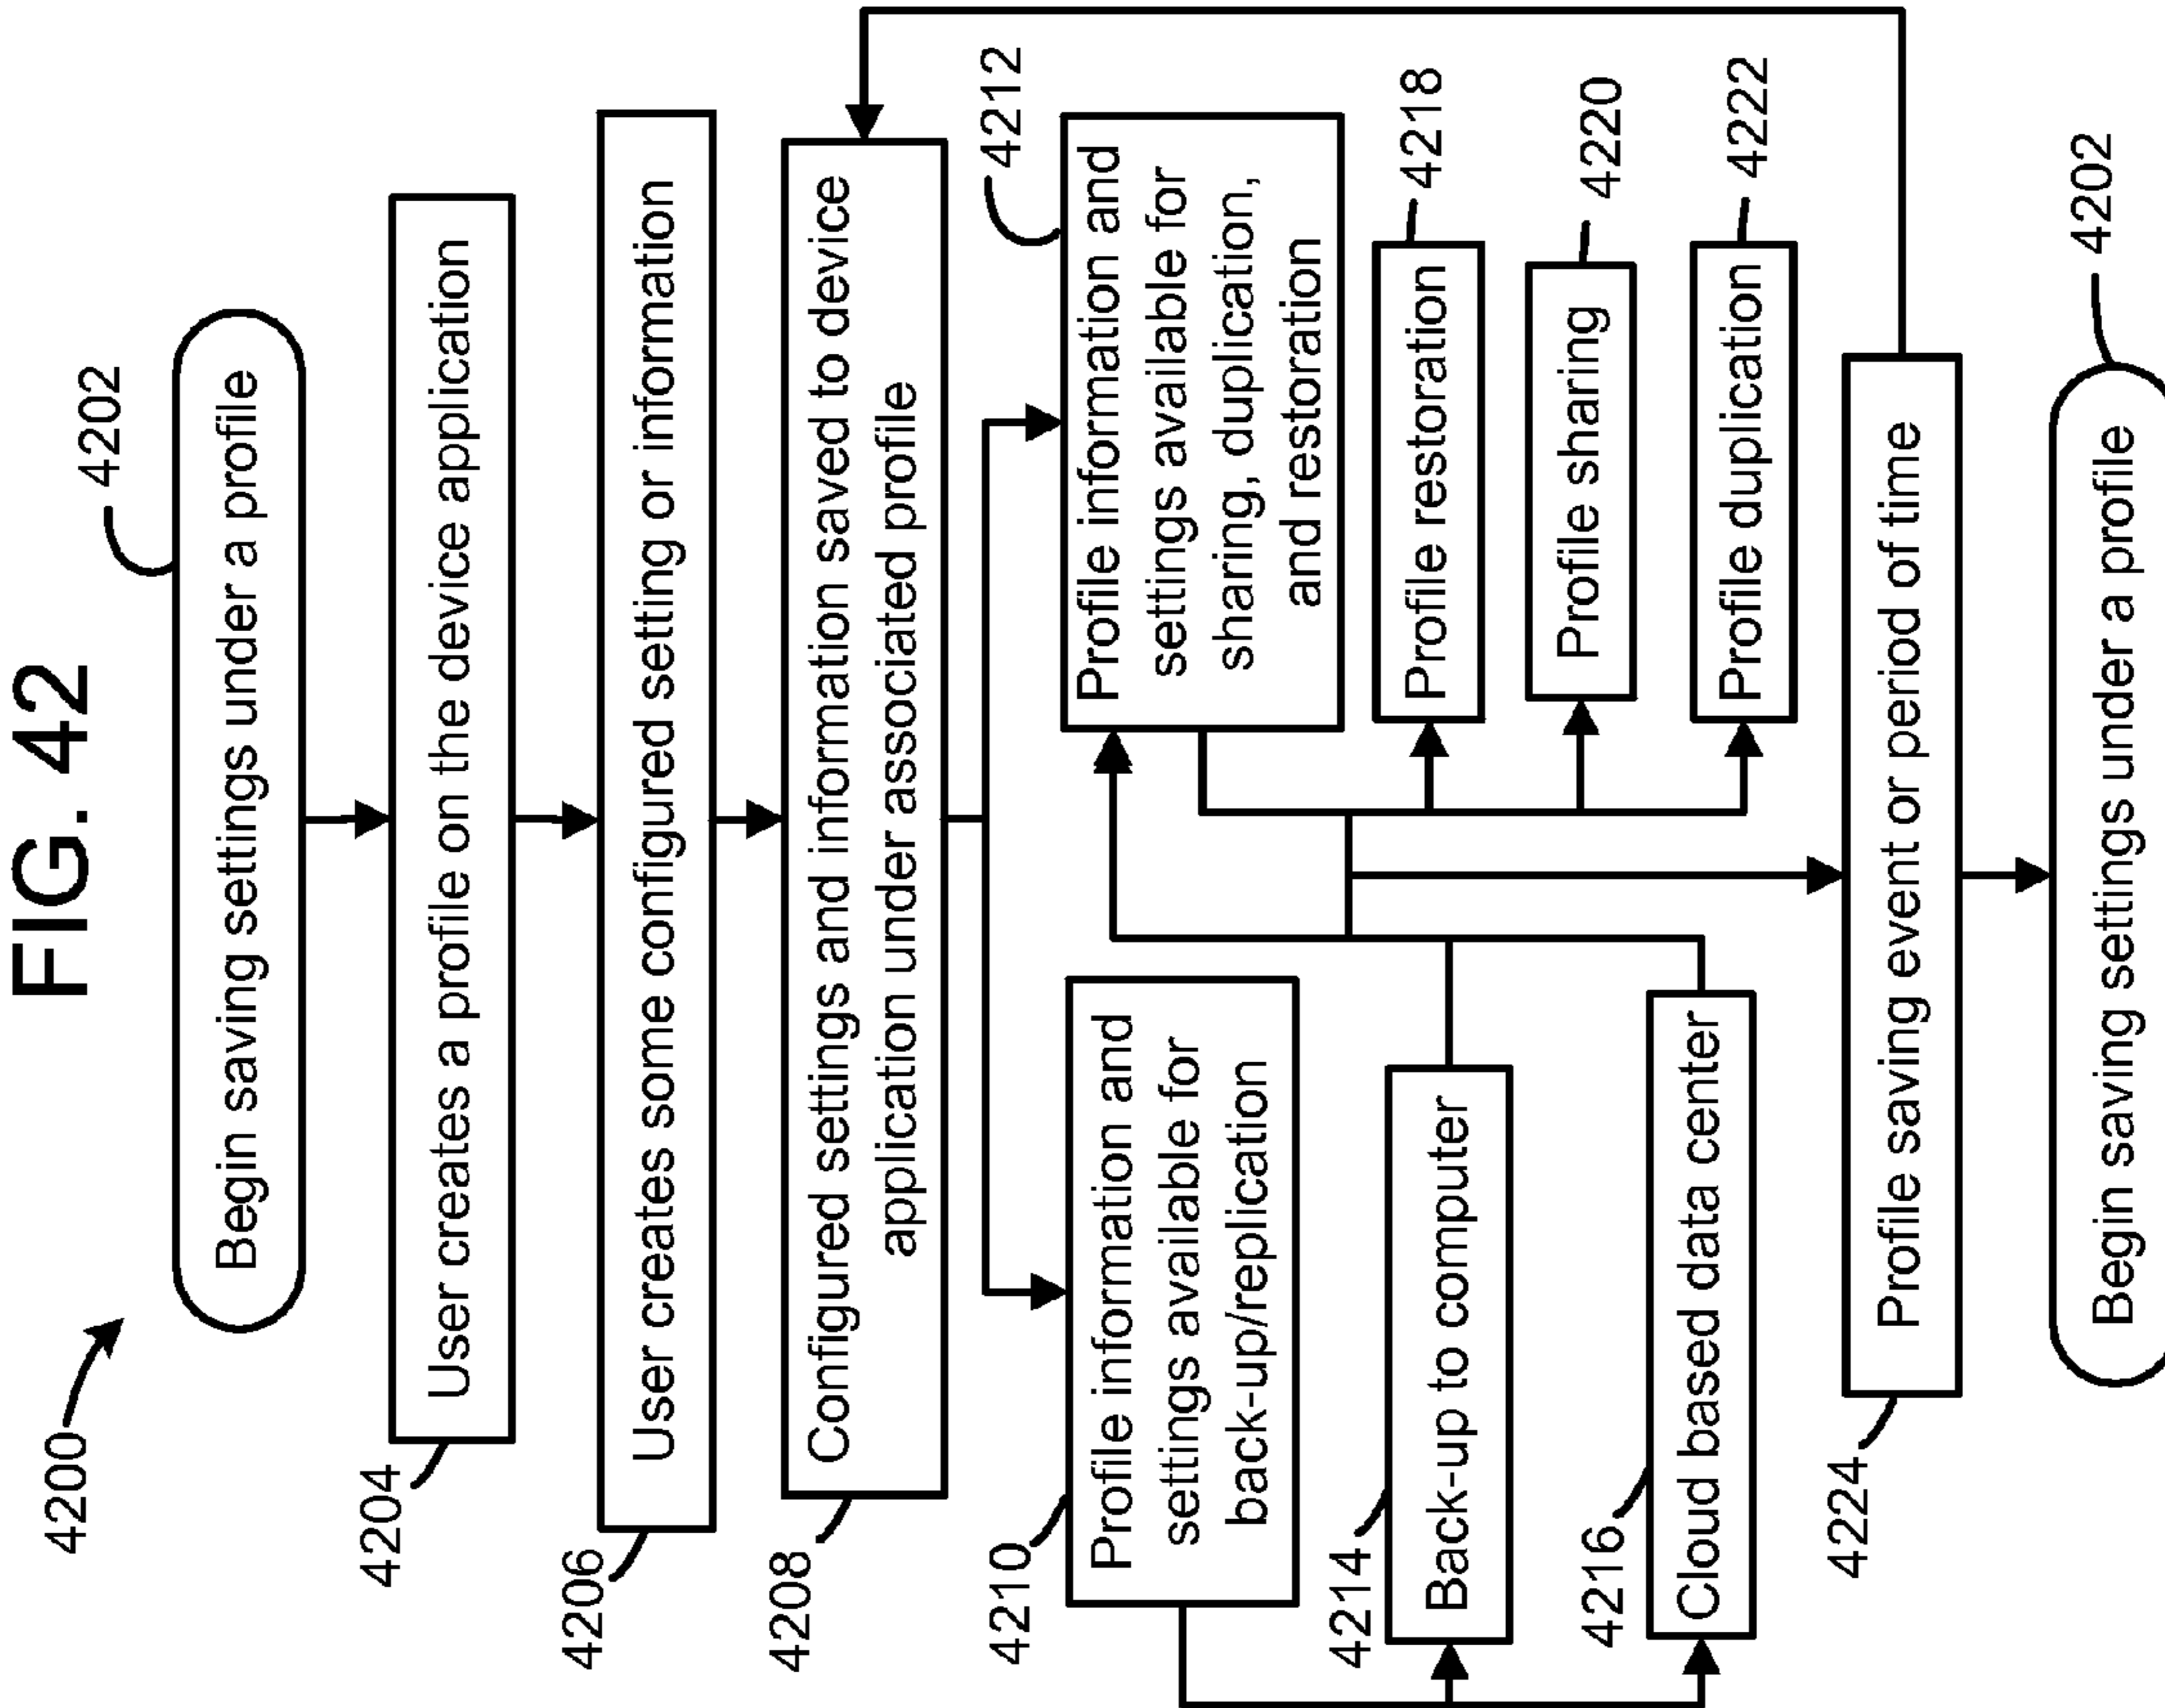 FIG. 42
4200
4202
Begin saving settings under a profile
4204
User creates a profile on the device application
4206
User creates some configured setting or information
4208
Configured settings and information saved to device
application under associated profile
4210
Profile information and
settings available for
back-up/replication
4212
Profile information and
settings available for
sharing, duplication,
and restoration
4214
Back-up to computer
4216
Cloud based data center
4218
Profile restoration
4220
Profile sharing
4222
Profile duplication
4224
Profile saving event or period of time
4202
Begin saving settings under a profile